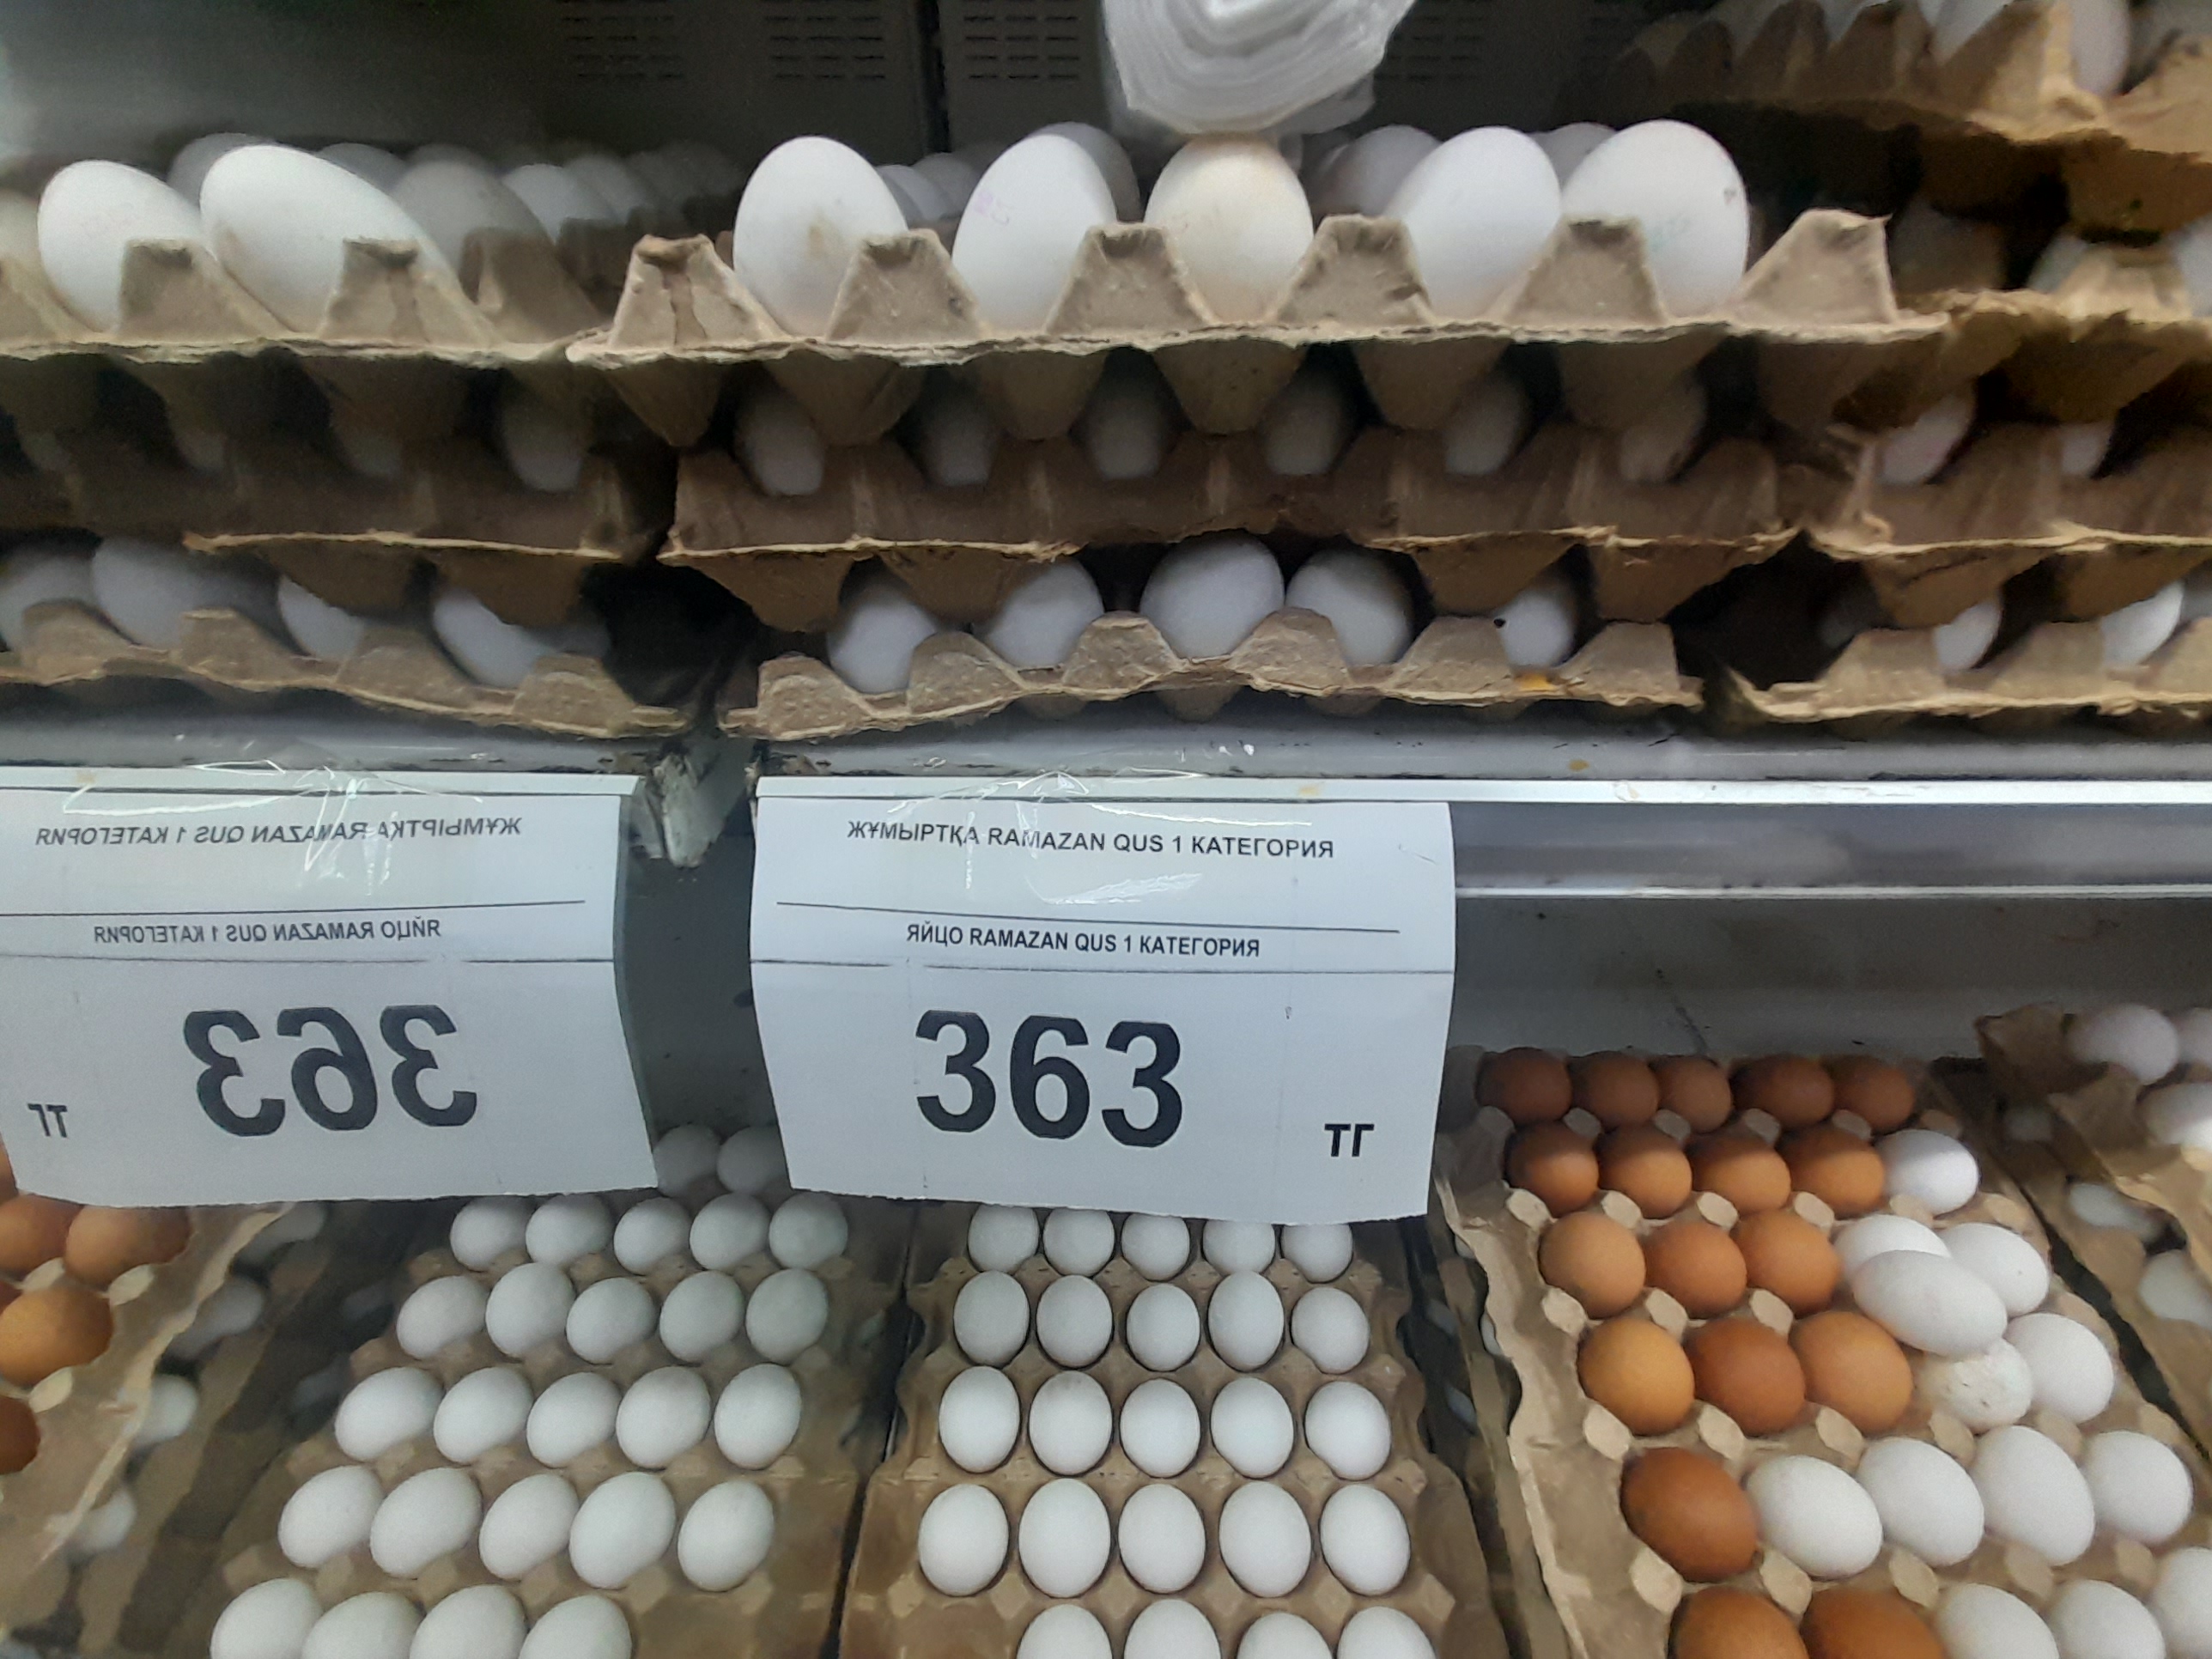 ЖҰМЫРТҚА RAMAZAN QUS 1 КАТЕГОРИЯ
ЯЙЦО RAMAZAN QUS 1 КАТЕГОРИЯ
363
ТГ
ЖҰМЫРТҚА RAMAZAN QUS 1 КАТЕГОРИЯ
ЯЙЦО RAMAZAN QUS 1 КАТЕГОРИЯ
363
ТГ